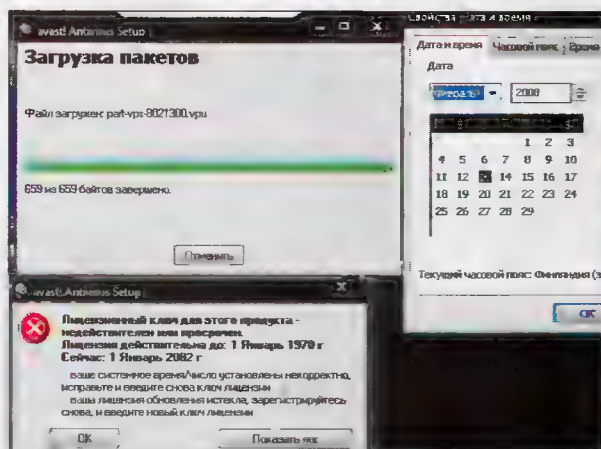 avast! Antivirus Setup
Загрузка пакетов
Файл загружен: part-vps-8021300.vpu
659 из 659 байтов завершено.
Отменить
avast! Antivirus Setup
Лицензионный ключ для этого продукта -
недействителен или просрочен.
Лицензия действительна до: 1 Январь 1970 г
Сейчас: 1 Январь 2082 г
ваше системное время/число установлены некорректно,
исправьте и введите снова ключ лицензии
ваша лицензия обновления истекла, зарегистрируйтесь
снова, и введите новый ключ лицензии
OK
Показать лог
Свойства: Дата и время
Дата и время Часовой пояс Время
Дата
2008
1 2 3
4 5 6 7 8 9 10
11 12 14 15 16 17
18 19 20 21 22 23 24
25 26 27 28 29
Текущий часовой пояс: Финляндия (з
OK